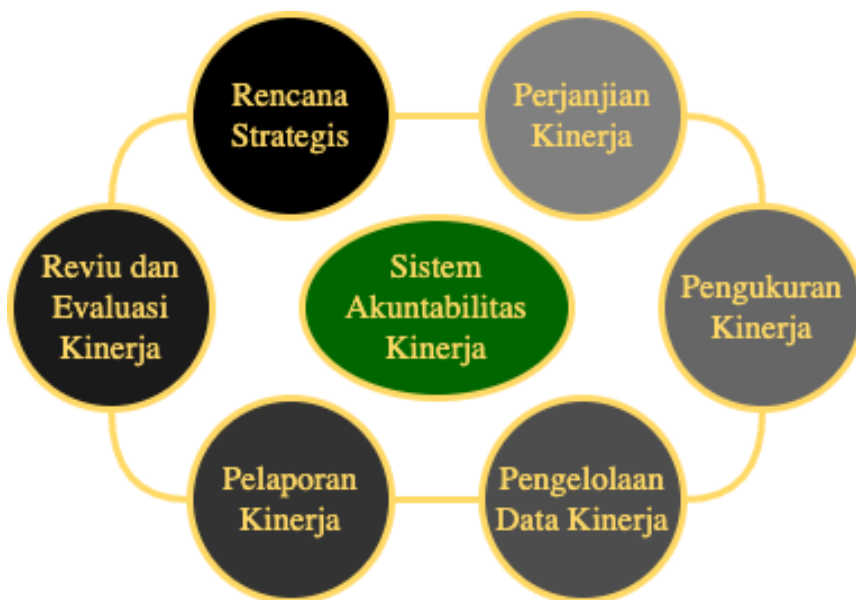 Rencana
Strategis
Perjanjian
Kinerja
Reviu dan
Evaluasi
Kinerja
Sistem
Akuntabilitas
Kinerja
Pengukuran
Kinerja
Pelaporan
Kinerja
Pengelolaan
Data Kinerja